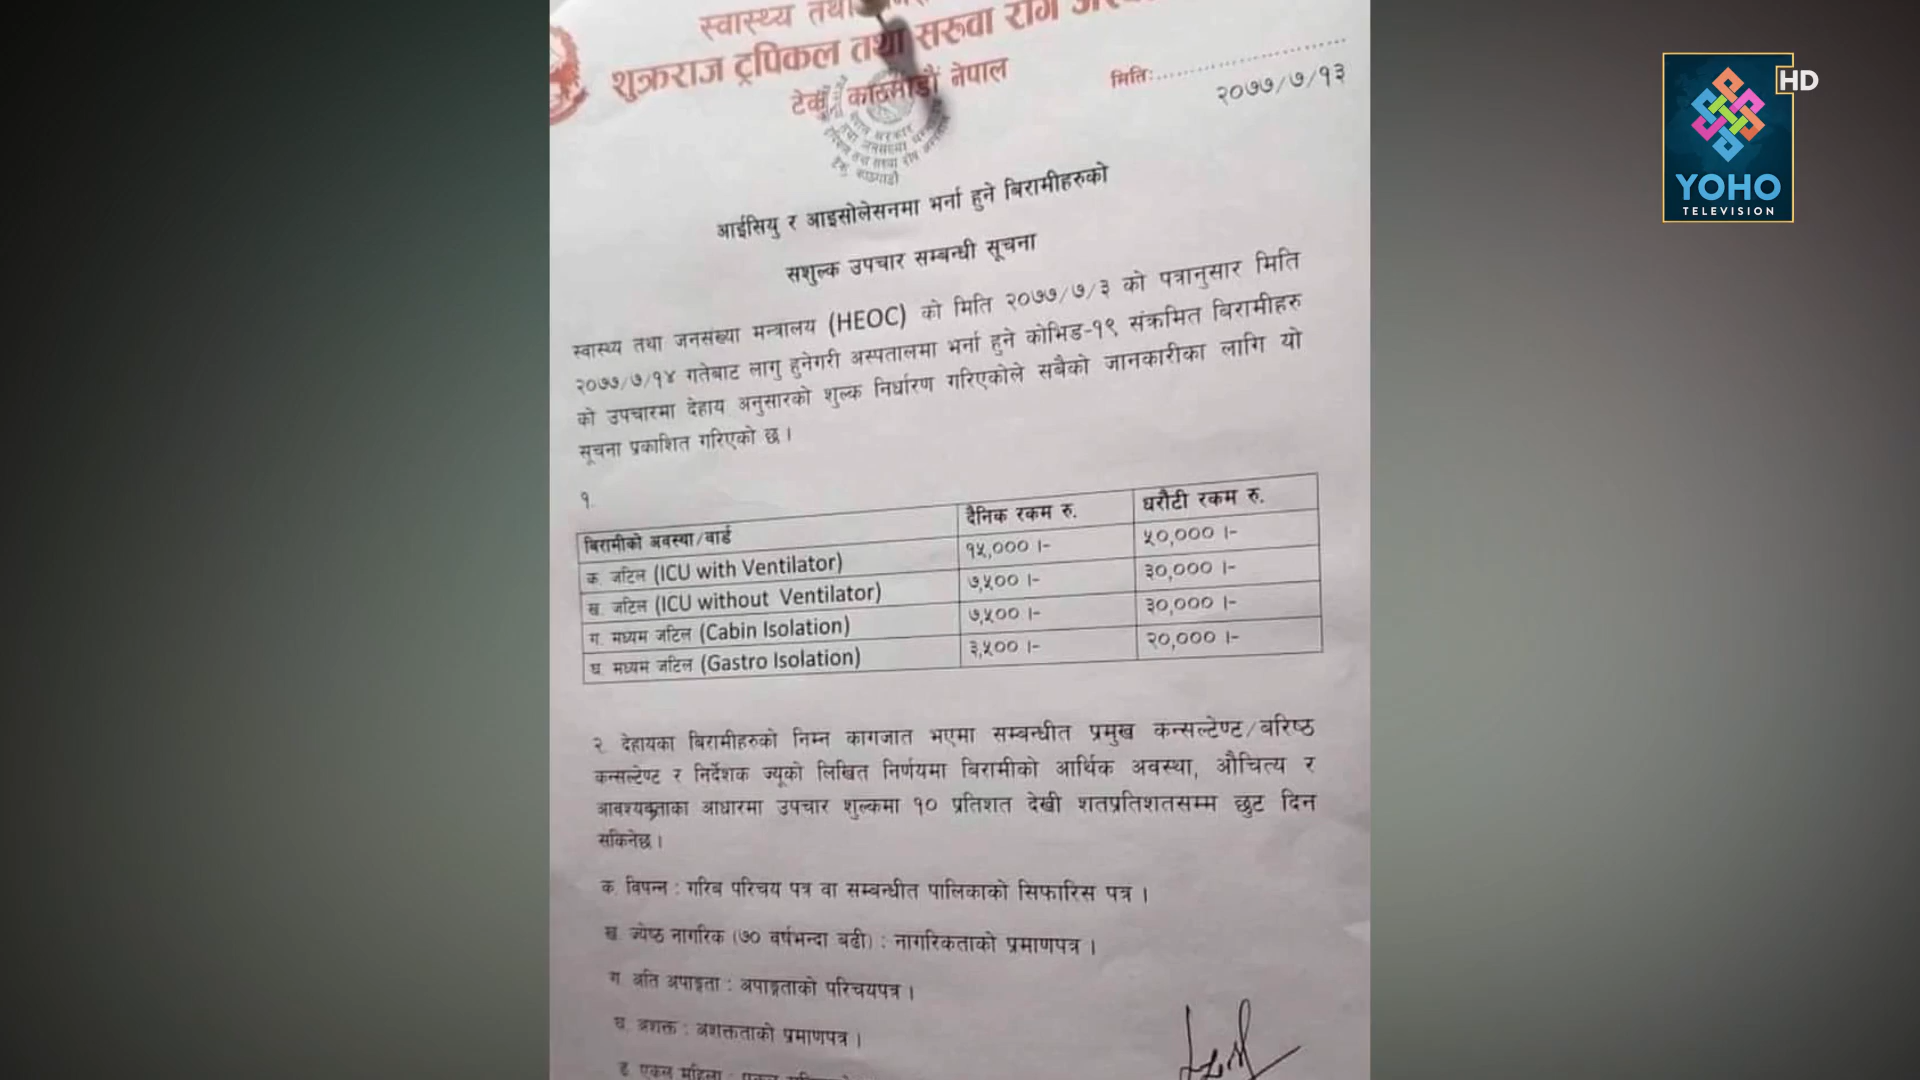 स्वास्थ्य तथा
शुक्रराज ट्रपिकल तथा सरुवा रोग
टेकु, काठमाडौं नेपाल
मितिः....................
२०७७/७/१३
HD
YOHO
TELEVISION
आईसियु र आइसोलेसनमा भर्ना हुने बिरामीहरुको
सशुल्क उपचार सम्बन्धी सूचना
स्वास्थ्य तथा जनसंख्या मन्त्रालय (HEOC) को मिति २०७७/७/३ को पत्रानुसार मिति
२०७७/७/१४ गतेबाट लागु हुनेगरी अस्पतालमा भर्ना हुने कोभिड-१९ संक्रमित बिरामीहरु
को उपचारमा देहाय अनुसारको शुल्क निर्धारण गरिएकोले सबैको जानकारीका लागि यो
सूचना प्रकाशित गरिएको छ ।
१.
बिरामीको अवस्था/वार्ड दैनिक रकम रु. धरौटी रकम रु.
क. जटिल (ICU with Ventilator) १५,००० ।- ५०,००० ।-
ख. जटिल (ICU without Ventilator) ७,५०० ।- ३०,००० ।-
ग. मध्यम जटिल (Cabin Isolation) ७,५०० ।- ३०,००० ।-
घ. मध्यम जटिल (Gastro Isolation) ३,५०० ।- २०,००० ।-
२. देहायका बिरामीहरुको निम्न कागजात भएमा सम्बन्धीत प्रमुख कन्सल्टेण्ट/बरिष्ठ
कन्सल्टेण्ट र निर्देशक ज्यूको लिखित निर्णयमा बिरामीको आर्थिक अवस्था, औचित्य र
आवश्यक्ताका आधारमा उपचार शुल्कमा १० प्रतिशत देखी शतप्रतिशतसम्म छुट दिन
सकिनेछ ।
क. विपन्न : गरिब परिचय पत्र वा सम्बन्धीत पालिकाको सिफारिस पत्र ।
ख. ज्येष्ठ नागरिक (७० वर्षभन्दा बढी) : नागरिकताको प्रमाणपत्र ।
ग. अति अपाङ्गता : अपाङ्गताको परिचयपत्र ।
घ. अशक्त : अशक्तताको प्रमाणपत्र ।
ङ. एकल महिला : एकल